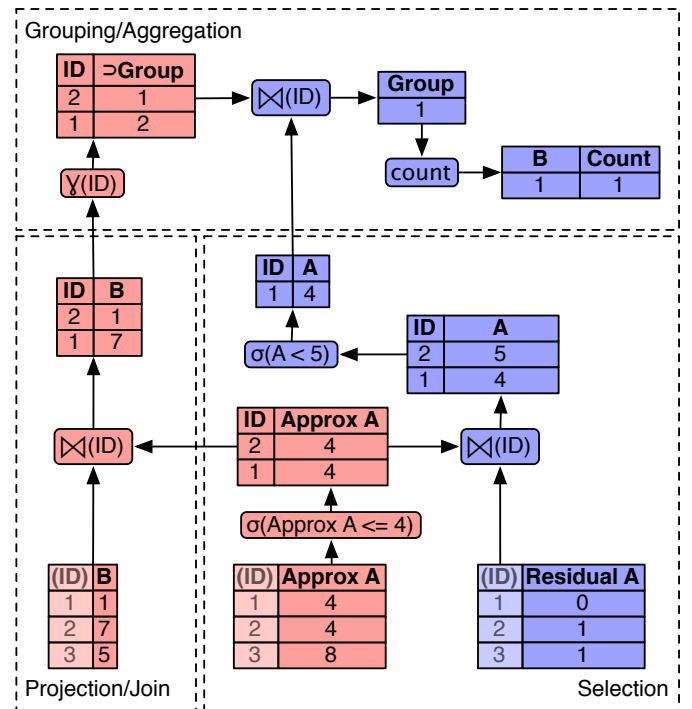 Grouping/Aggregation
ID ⊃Group
2 1
1 2
⋈(ID)
Group
1
ɣ(ID)
count
B Count
1 1
ID B
2 1
1 7
ID A
1 4
σ(A < 5)
ID A
2 5
1 4
⋈(ID)
ID Approx A
2 4
1 4
⋈(ID)
σ(Approx A <= 4)
(ID) B
1 1
2 7
3 5
(ID) Approx A
1 4
2 4
3 8
(ID) Residual A
1 0
2 1
3 1
Projection/Join
Selection